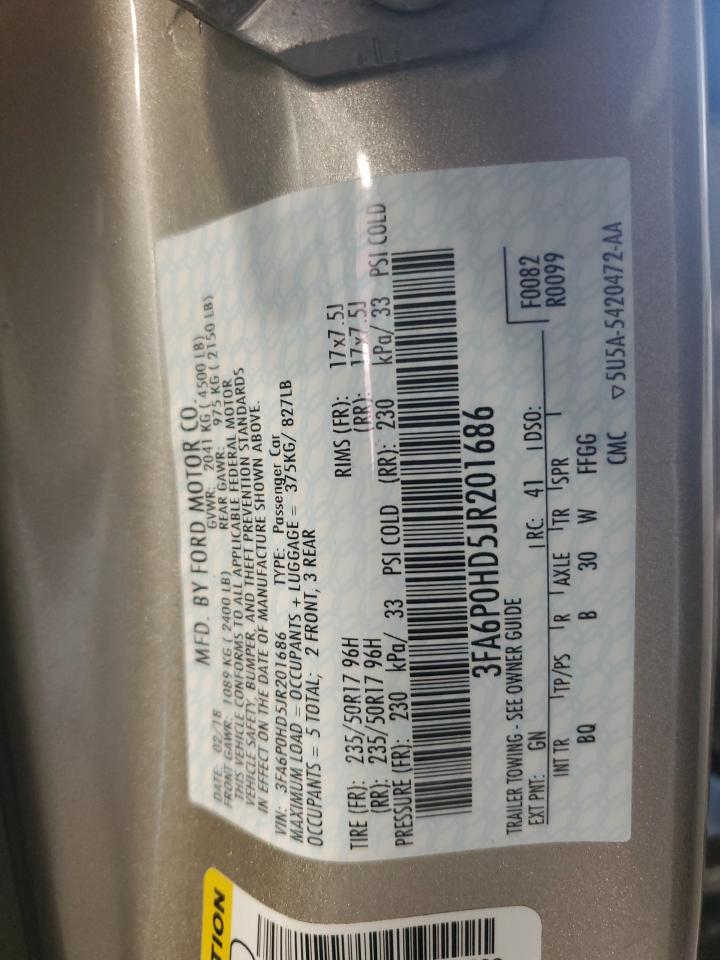 MFD. BY FORD MOTOR CO.
DATE: 02/18 GVWR: 2041 KG ( 4500 LB)
FRONT GAWR: 1089 KG ( 2400 LB) REAR GAWR: 975 KG ( 2150 LB)
THIS VEHICLE CONFORMS TO ALL APPLICABLE FEDERAL MOTOR
VEHICLE SAFETY, BUMPER, AND THEFT PREVENTION STANDARDS
IN EFFECT ON THE DATE OF MANUFACTURE SHOWN ABOVE.
VIN: 3FA6P0HD5JR201686 TYPE: Passenger Car
MAXIMUM LOAD = OCCUPANTS + LUGGAGE = 375KG/ 827LB
OCCUPANTS = 5 TOTAL; 2 FRONT, 3 REAR
TIRE (FR): 235/50R17 96H RIMS (FR): 17x7.5J
(RR): 235/50R17 96H (RR): 17x7.5J
PRESSURE (FR): 230 kPa/ 33 PSI COLD (RR): 230 kPa/ 33 PSI COLD
3FA6P0HD5JR201686
TRAILER TOWING - SEE OWNER GUIDE F0082
EXT PNT: GN RC: 41 DSO: R0099
INT TR TP/PS R AXLE TR SPR
BQ B 30 W FFGG
CMC ▽5U5A-5420472-AA
TION